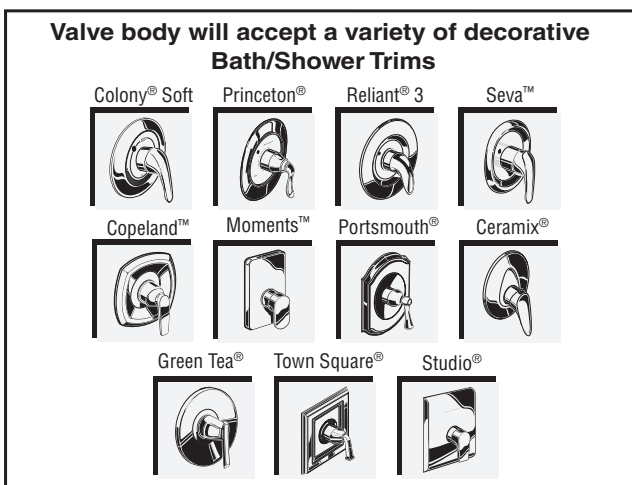 Valve body will accept a variety of decorative
Bath/Shower Trims
Colony® Soft Princeton® Reliant® 3 Seva™
Copeland™ Moments™ Portsmouth® Ceramix®
Green Tea® Town Square® Studio®